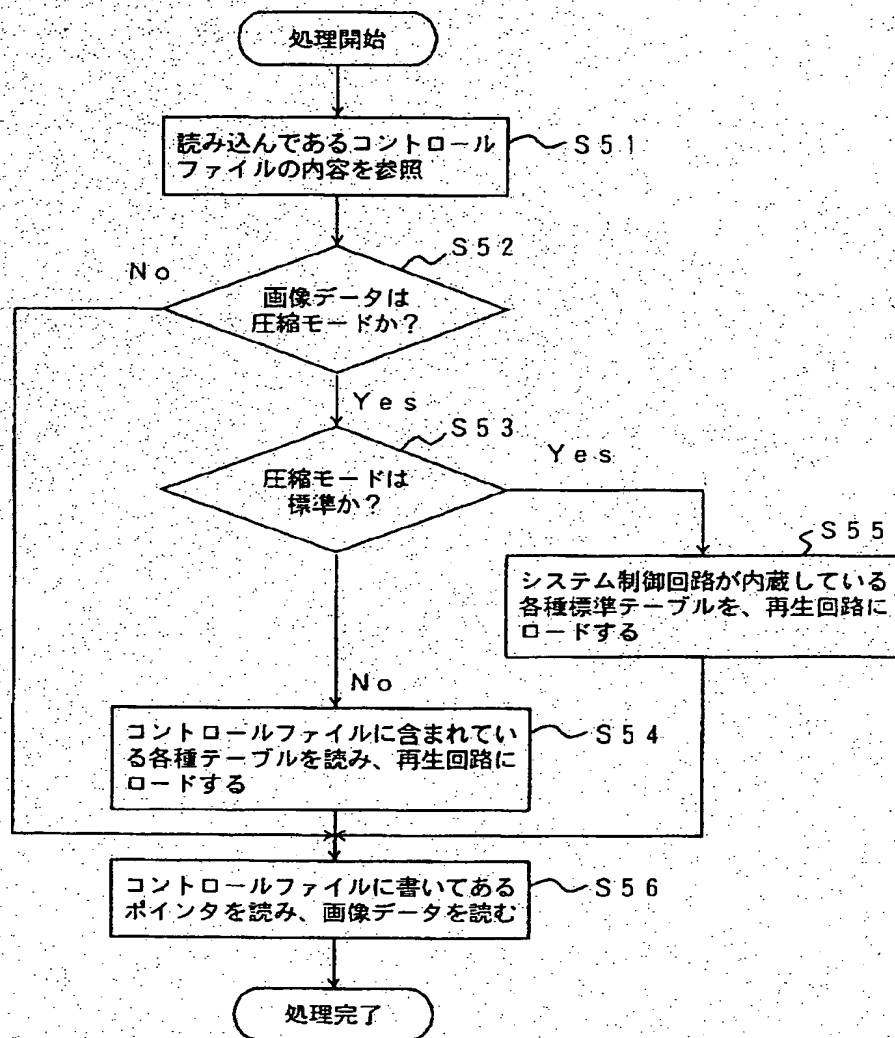 処理開始
読み込んであるコントロール
ファイルの内容を参照
S51
S52
No
画像データは
圧縮モードか?
Yes
S53
圧縮モードは
標準か?
Yes
S55
システム制御回路が内蔵している
各種標準テーブルを、再生回路に
ロードする
No
コントロールファイルに含まれてい
る各種テーブルを読み、再生回路に
ロードする
S54
コントロールファイルに書いてある
ポインタを読み、画像データを読む
S56
処理完了